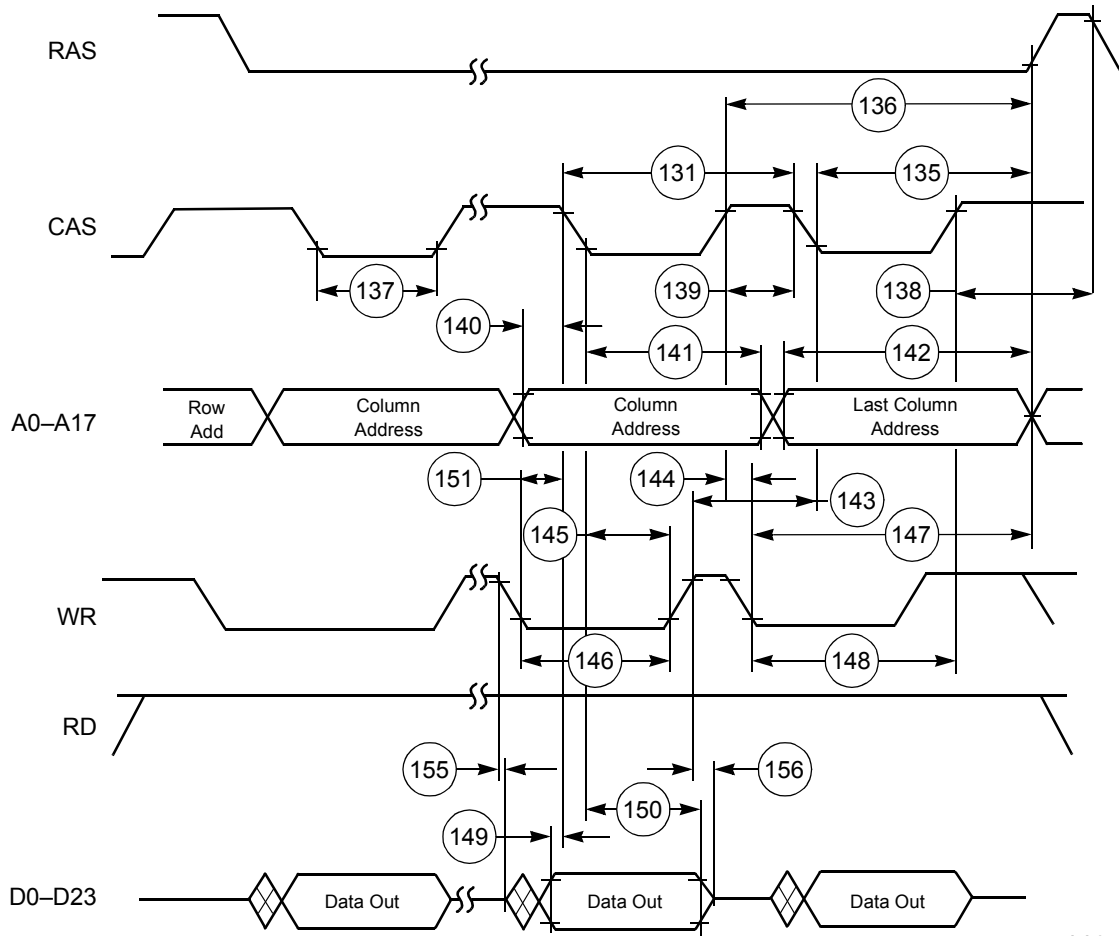 RAS
136
131
135
CAS
137
139
138
140
141
142
A0–A17
Row
Add
Column
Address
Column
Address
Last Column
Address
151
144
143
145
147
WR
146
148
RD
155
156
150
149
D0–D23
Data Out
Data Out
Data Out